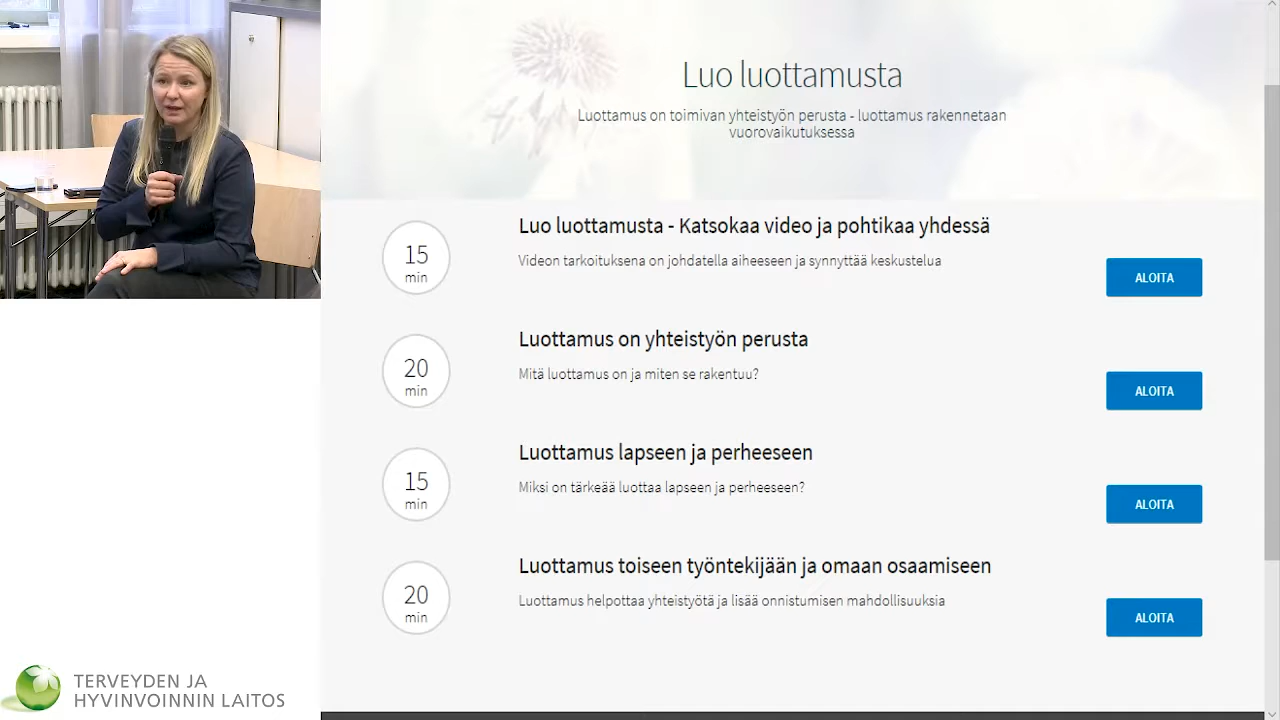 Luo luottamusta
Luottamus on toimivan yhteistyön perusta - luottamus rakennetaan
vuorovaikutuksessa
15
min
Luo luottamusta - Katsokaa video ja pohtikaa yhdessä
Videon tarkoituksena on johdatella aiheeseen ja synnyttää keskustelua
ALOITA
20
min
Luottamus on yhteistyön perusta
Mitä luottamus on ja miten se rakentuu?
ALOITA
15
min
Luottamus lapseen ja perheeseen
Miksi on tärkeää luottaa lapseen ja perheeseen?
ALOITA
20
min
Luottamus toiseen työntekijään ja omaan osaamiseen
Luottamus helpottaa yhteistyötä ja lisää onnistumisen mahdollisuuksia
ALOITA
TERVEYDEN JA
HYVINVOINNIN LAITOS